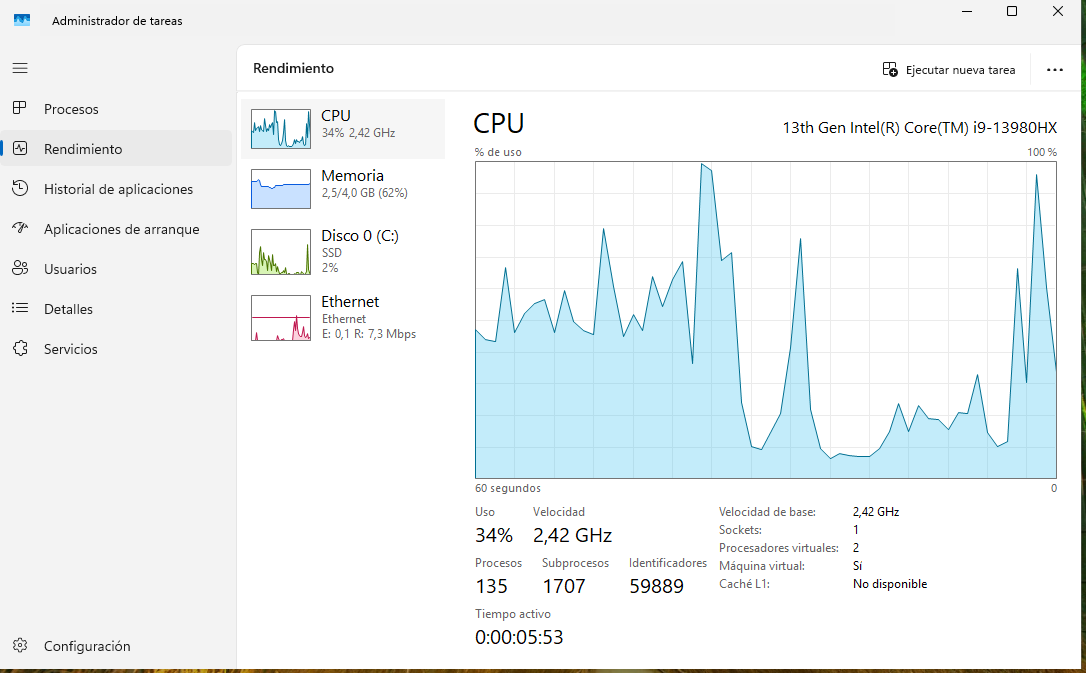 Administrador de tareas
Rendimiento
Ejecutar nueva tarea
Procesos
Rendimiento
Historial de aplicaciones
Aplicaciones de arranque
Usuarios
Detalles
Servicios
Configuración
CPU
34% 2,42 GHz
Memoria
2,5/4,0 GB (62%)
Disco 0 (C:)
SSD
2%
Ethernet
Ethernet
E: 0,1 R: 7,3 Mbps
CPU
13th Gen Intel(R) Core(TM) i9-13980HX
% de uso
100 %
60 segundos
0
Uso
Velocidad
34%
2,42 GHz
Procesos
Subprocesos
Identificadores
135
1707
59889
Tiempo activo
0:00:05:53
Velocidad de base: 2,42 GHz
Sockets: 1
Procesadores virtuales: 2
Máquina virtual: Sí
Caché L1: No disponible